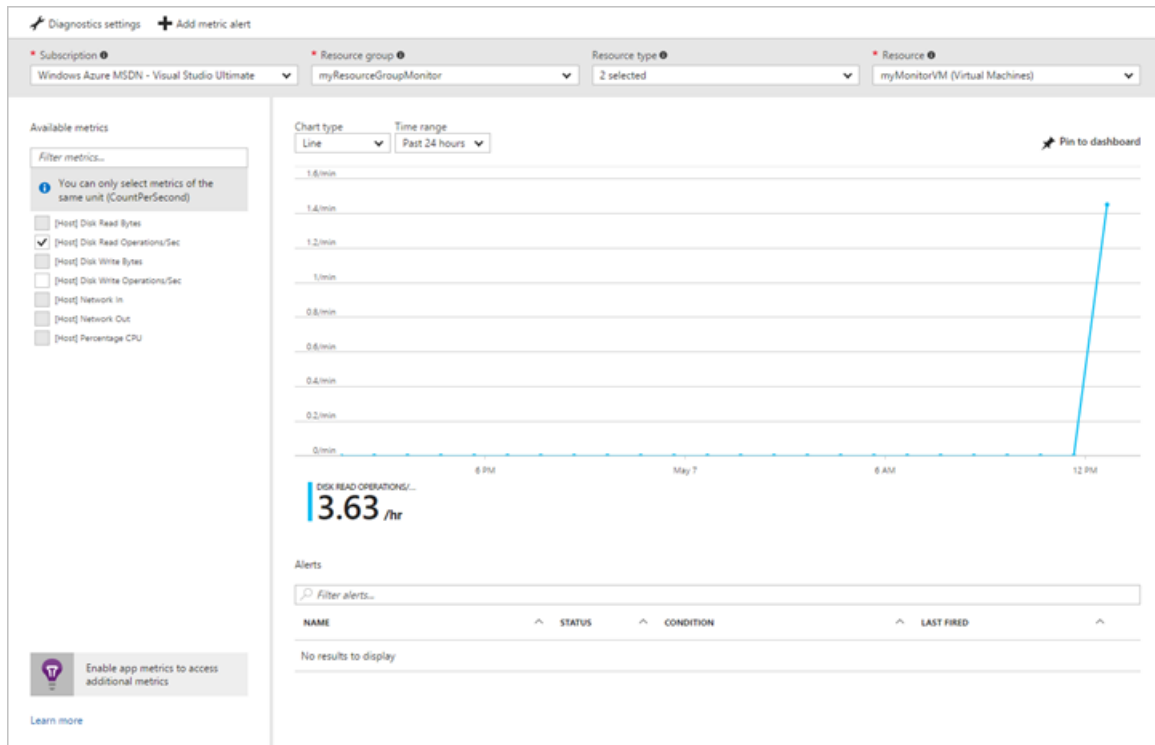 Diagnostics settings Add metric alert
* Subscription * Resource group Resource type * Resource
Windows Azure MSDN - Visual Studio Ultimate myResourceGroupMonitor 2 selected myMonitorVM (Virtual Machines)
Available metrics
Filter metrics...
You can only select metrics of the
same unit (CountPerSecond)
[Host] Disk Read Bytes
[Host] Disk Read Operations/Sec
[Host] Disk Write Bytes
[Host] Disk Write Operations/Sec
[Host] Network In
[Host] Network Out
[Host] Percentage CPU
Enable app metrics to access
additional metrics
Learn more
Chart type Time range
Line Past 24 hours
Pin to dashboard
1.6/min
1.4/min
1.2/min
1/min
0.8/min
0.6/min
0.4/min
0.2/min
0/min
6 PM May 7 6 AM 12 PM
DISK READ OPERATIONS/...
3.63 /hr
Alerts
Filter alerts...
NAME STATUS CONDITION LAST FIRED
No results to display